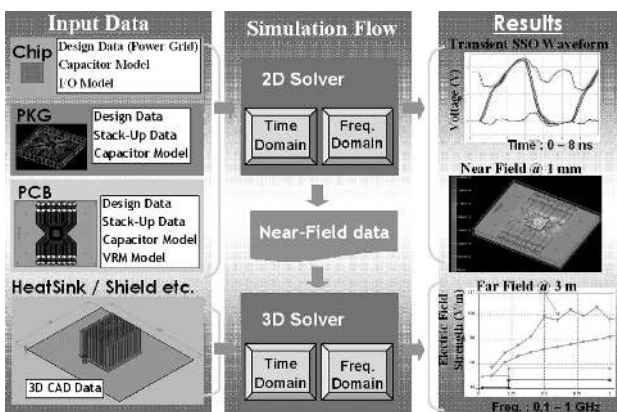 Input Data
Chip
Design Data (Power Grid)
Capacitor Model
I/O Model
PKG
Design Data
Stack-Up Data
Capacitor Model
PCB
Design Data
Stack-Up Data
Capacitor Model
VRM Model
HeatSink / Shield etc.
3D CAD Data
Simulation Flow
2D Solver
Time
Domain
Freq.
Domain
Near-Field data
3D Solver
Time
Domain
Freq.
Domain
Results
Transient SSO Waveform
Voltage (V)
Time : 0 – 8 ns
Near Field @ 1 mm
Far Field @ 3 m
Electric Field
Strength (V/m)
Freq. : 0.1 – 1 GHz